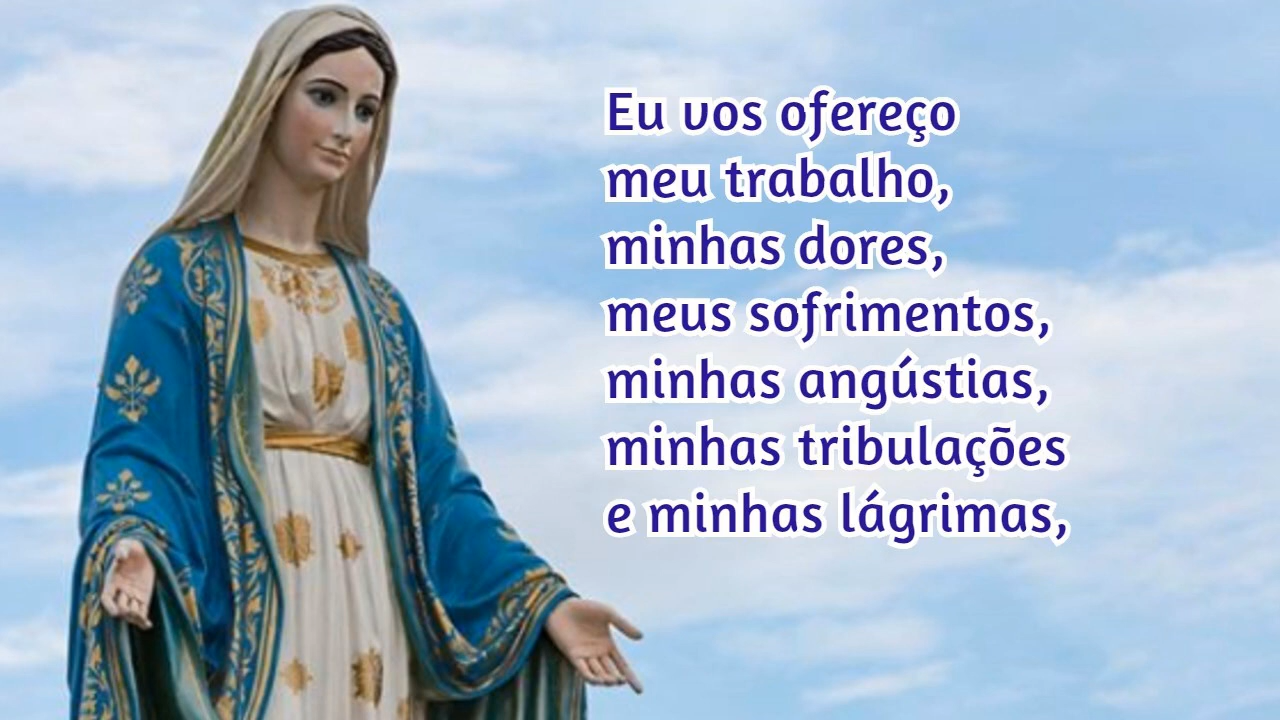 Eu vos ofereço
meu trabalho,
minhas dores,
meus sofrimentos,
minhas angústias,
minhas tribulações
e minhas lágrimas,